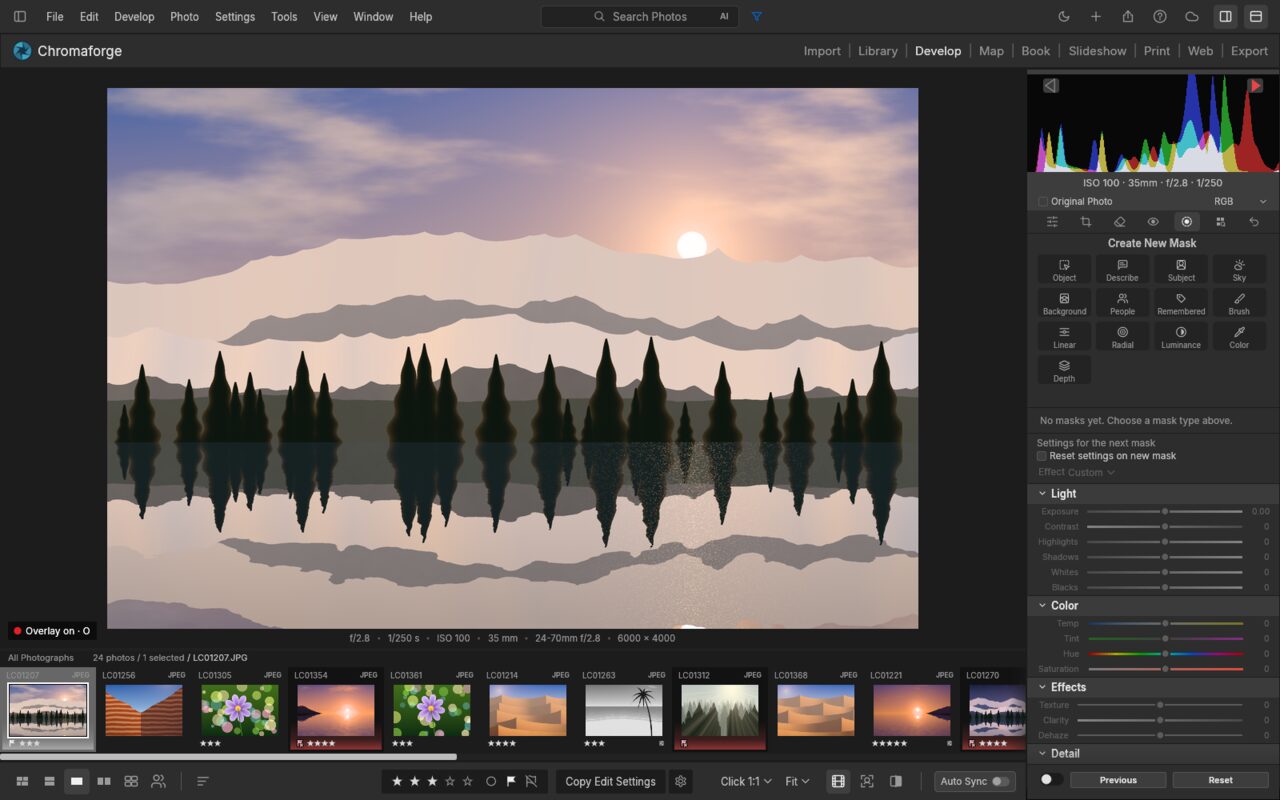 File Edit Develop Photo Settings Tools View Window Help
Search Photos AI
Chromaforge
Import Library Develop Map Book Slideshow Print Web Export
ISO 100 · 35mm · f/2.8 · 1/250
Original Photo RGB
Create New Mask
Object Describe Subject Sky
Background People Remembered Brush
Linear Radial Luminance Color
Depth
No masks yet. Choose a mask type above.
Settings for the next mask
Reset settings on new mask
Effect Custom
Light
Exposure 0.00
Contrast 0
Highlights 0
Shadows 0
Whites 0
Blacks 0
Color
Temp 0
Tint 0
Hue 0
Saturation 0
Effects
Texture 0
Clarity 0
Dehaze 0
Detail
Previous Reset
Overlay on · O
f/2.8 · 1/250 s · ISO 100 · 35 mm · 24-70mm f/2.8 · 6000 × 4000
All Photographs 24 photos / 1 selected / LC01207.JPG
LC01207 JPEG LC01256 JPEG LC01305 JPEG LC01354 JPEG LC01361 JPEG LC01214 JPEG LC01263 JPEG LC01312 JPEG LC01368 JPEG LC01221 JPEG LC01270
Copy Edit Settings Click 1:1 Fit Auto Sync